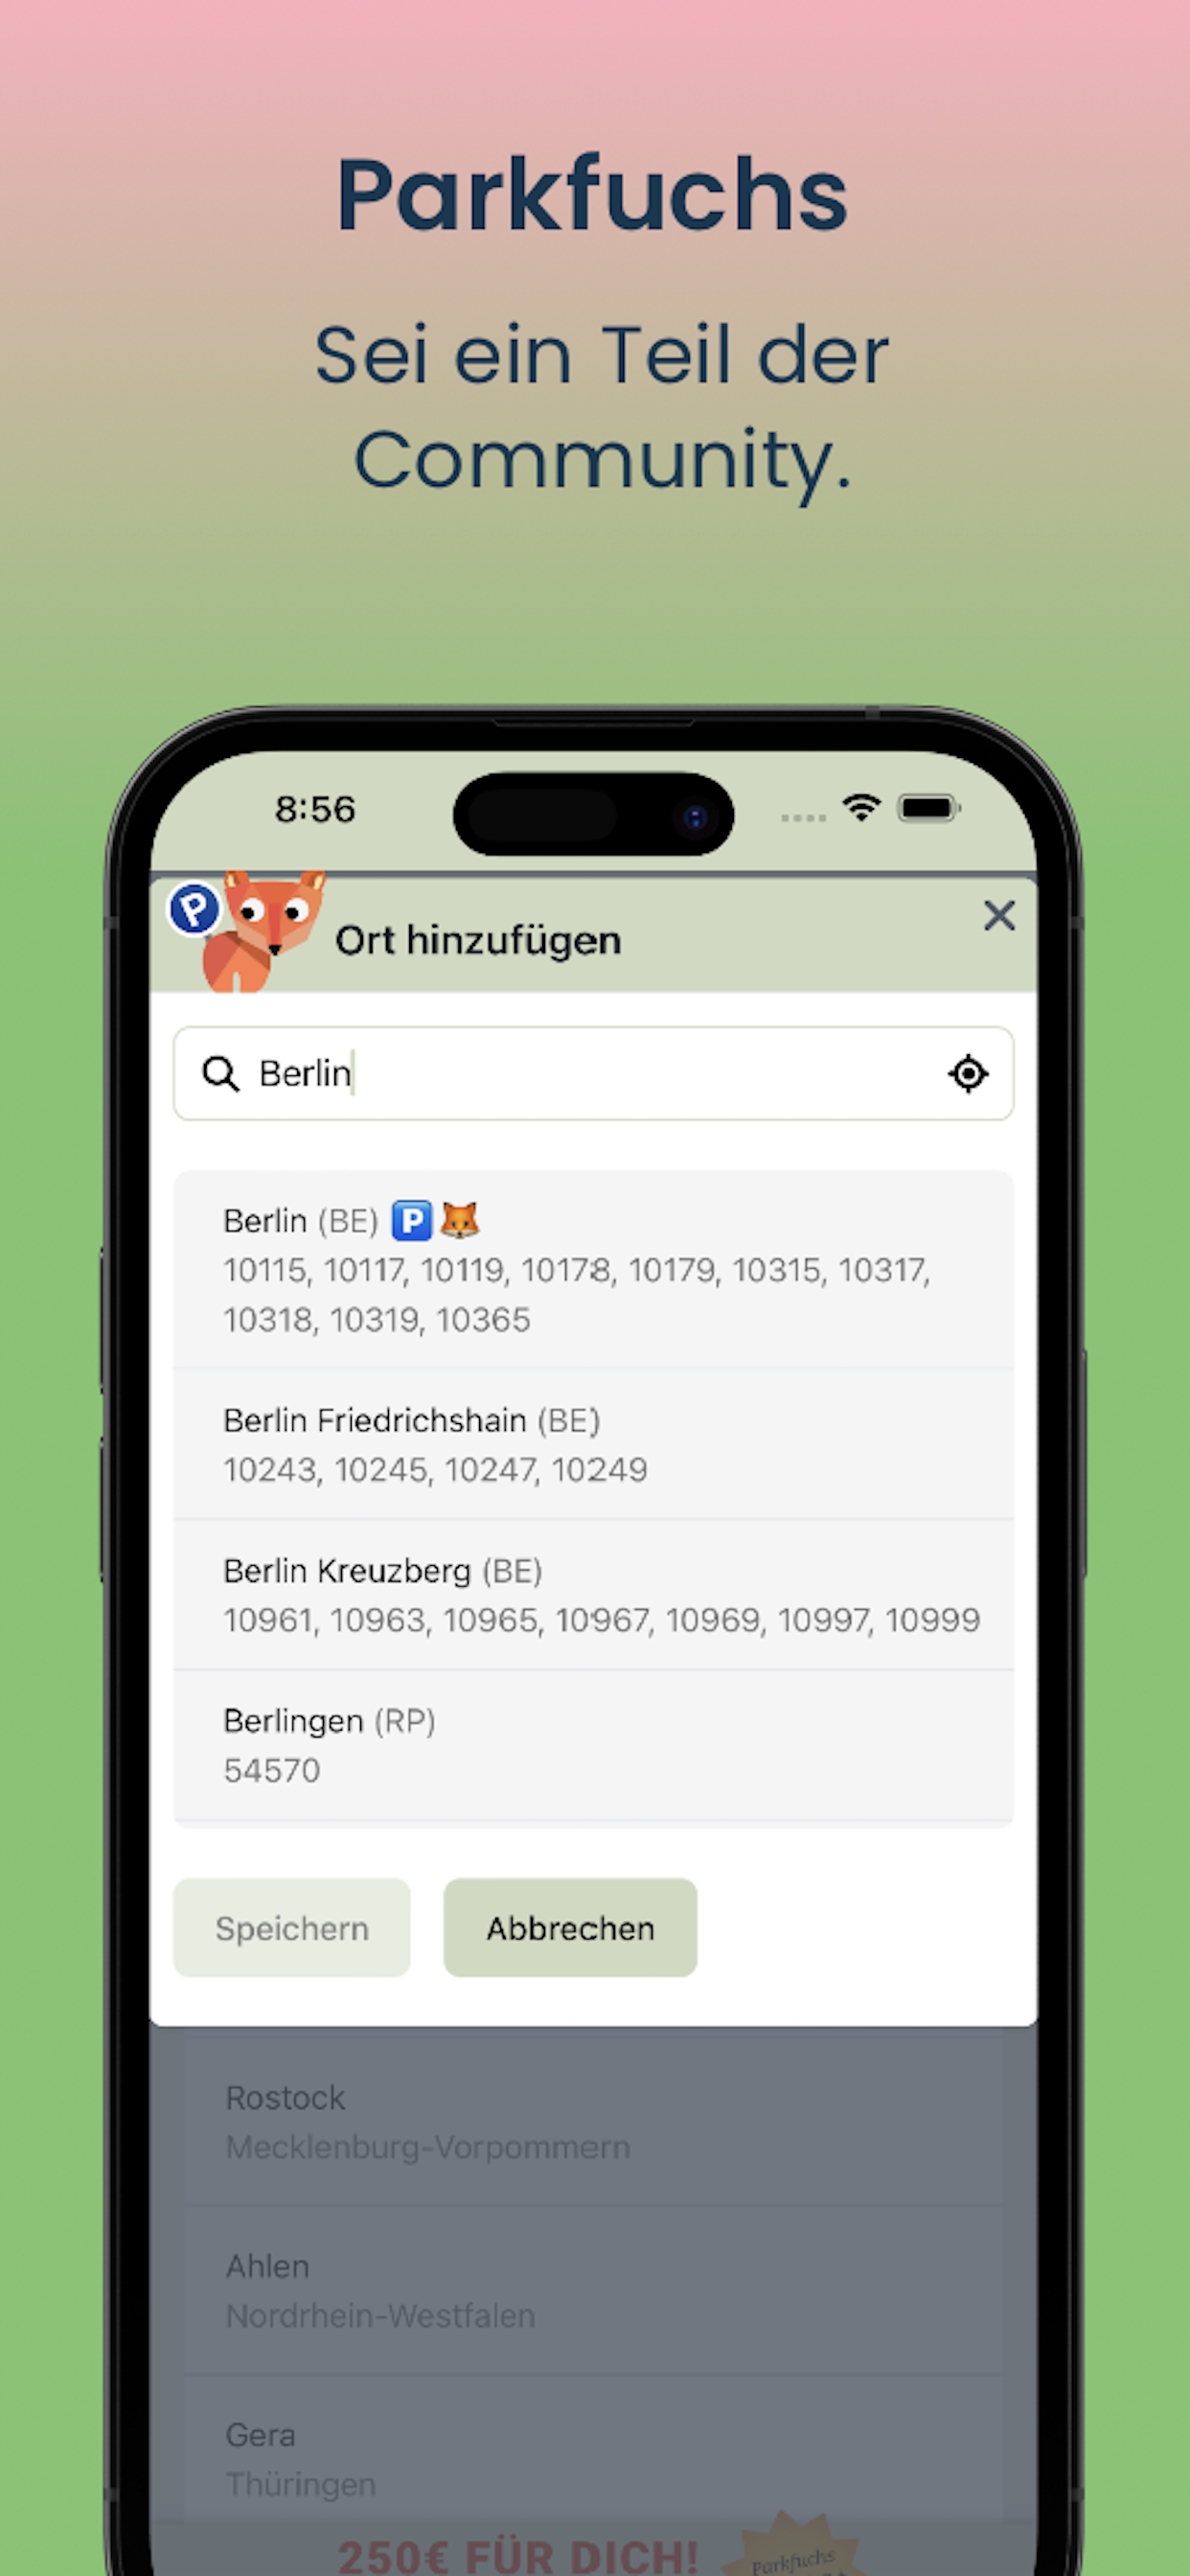 Parkfuchs
Sei ein Teil der
Community.
8:56
P
Ort hinzufügen
Berlin
Berlin (BE) 🅿️🦊
10115, 10117, 10119, 10178, 10179, 10315, 10317,
10318, 10319, 10365
Berlin Friedrichshain (BE)
10243, 10245, 10247, 10249
Berlin Kreuzberg (BE)
10961, 10963, 10965, 10967, 10969, 10997, 10999
Berlingen (RP)
54570
Speichern
Abbrechen
Rostock
Mecklenburg-Vorpommern
Ahlen
Nordrhein-Westfalen
Gera
Thüringen
250€ FÜR DICH!
Parkfuchs